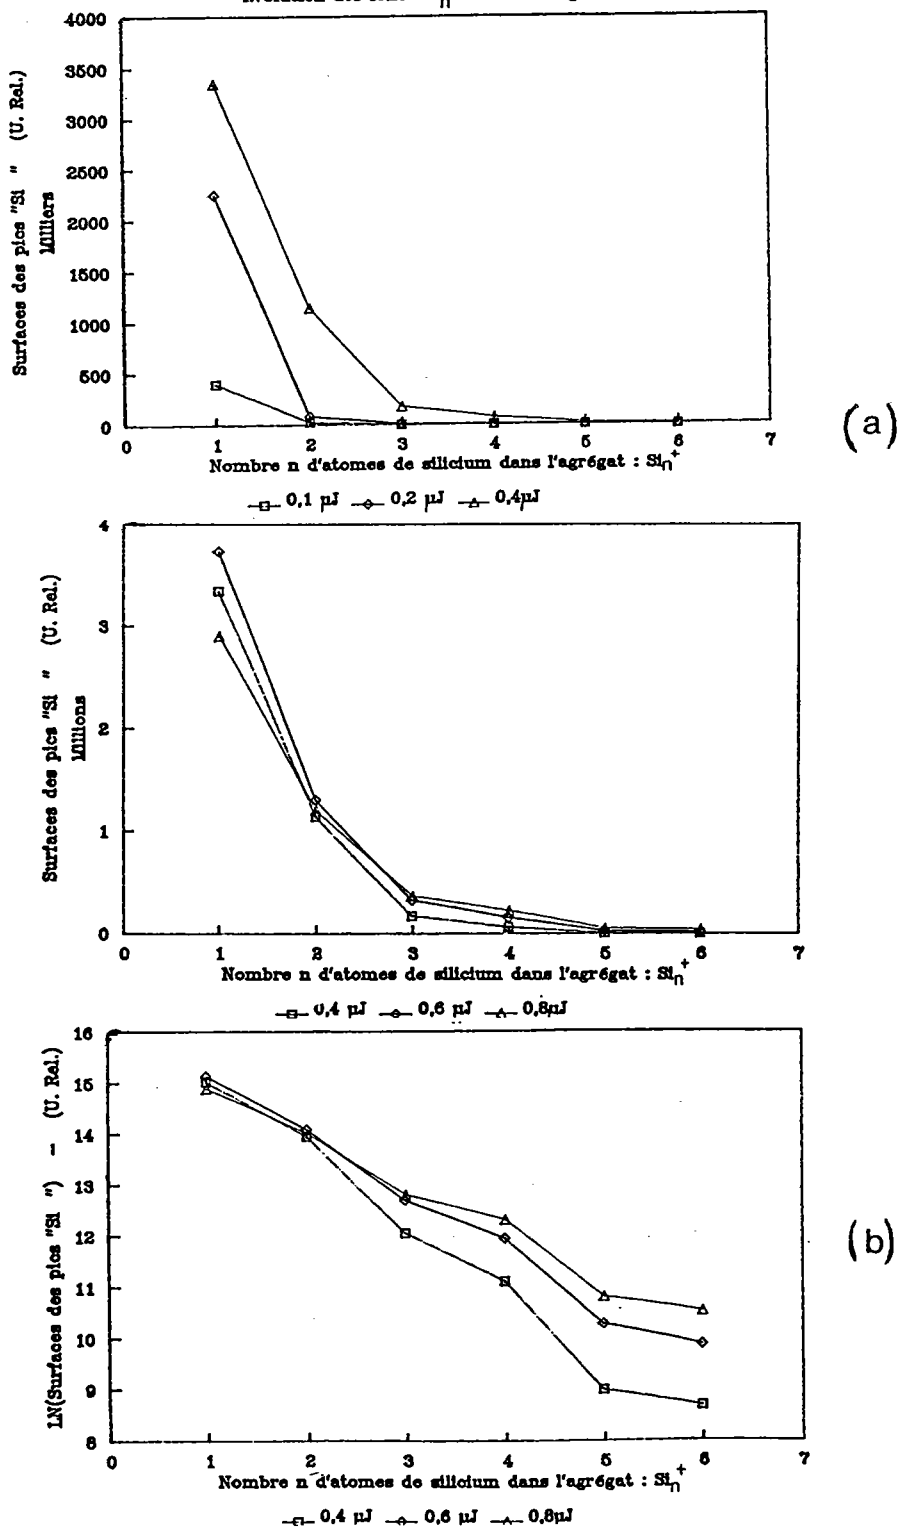 n
4000
3500
3000
2500
2000
1500
1000
500
0
Surfaces des pics "Si " (U. Rel.)
Milliers
0 1 2 3 4 5 6 7
Nombre n d'atomes de silicium dans l'agrégat : Sin+
0,1 µJ 0,2 µJ 0,4µJ
(a)
4
3
2
1
0
Surfaces des pics "Si " (U. Rel.)
Millions
0 1 2 3 4 5 6 7
Nombre n d'atomes de silicium dans l'agrégat : Sin+
0,4 µJ 0,6 µJ 0,8µJ
16
15
14
13
12
11
10
9
8
LN(Surfaces des pics "Si ") - (U. Rel.)
0 1 2 3 4 5 6 7
Nombre n d'atomes de silicium dans l'agrégat : Sin+
0,4 µJ 0,6 µJ 0,8µJ
(b)